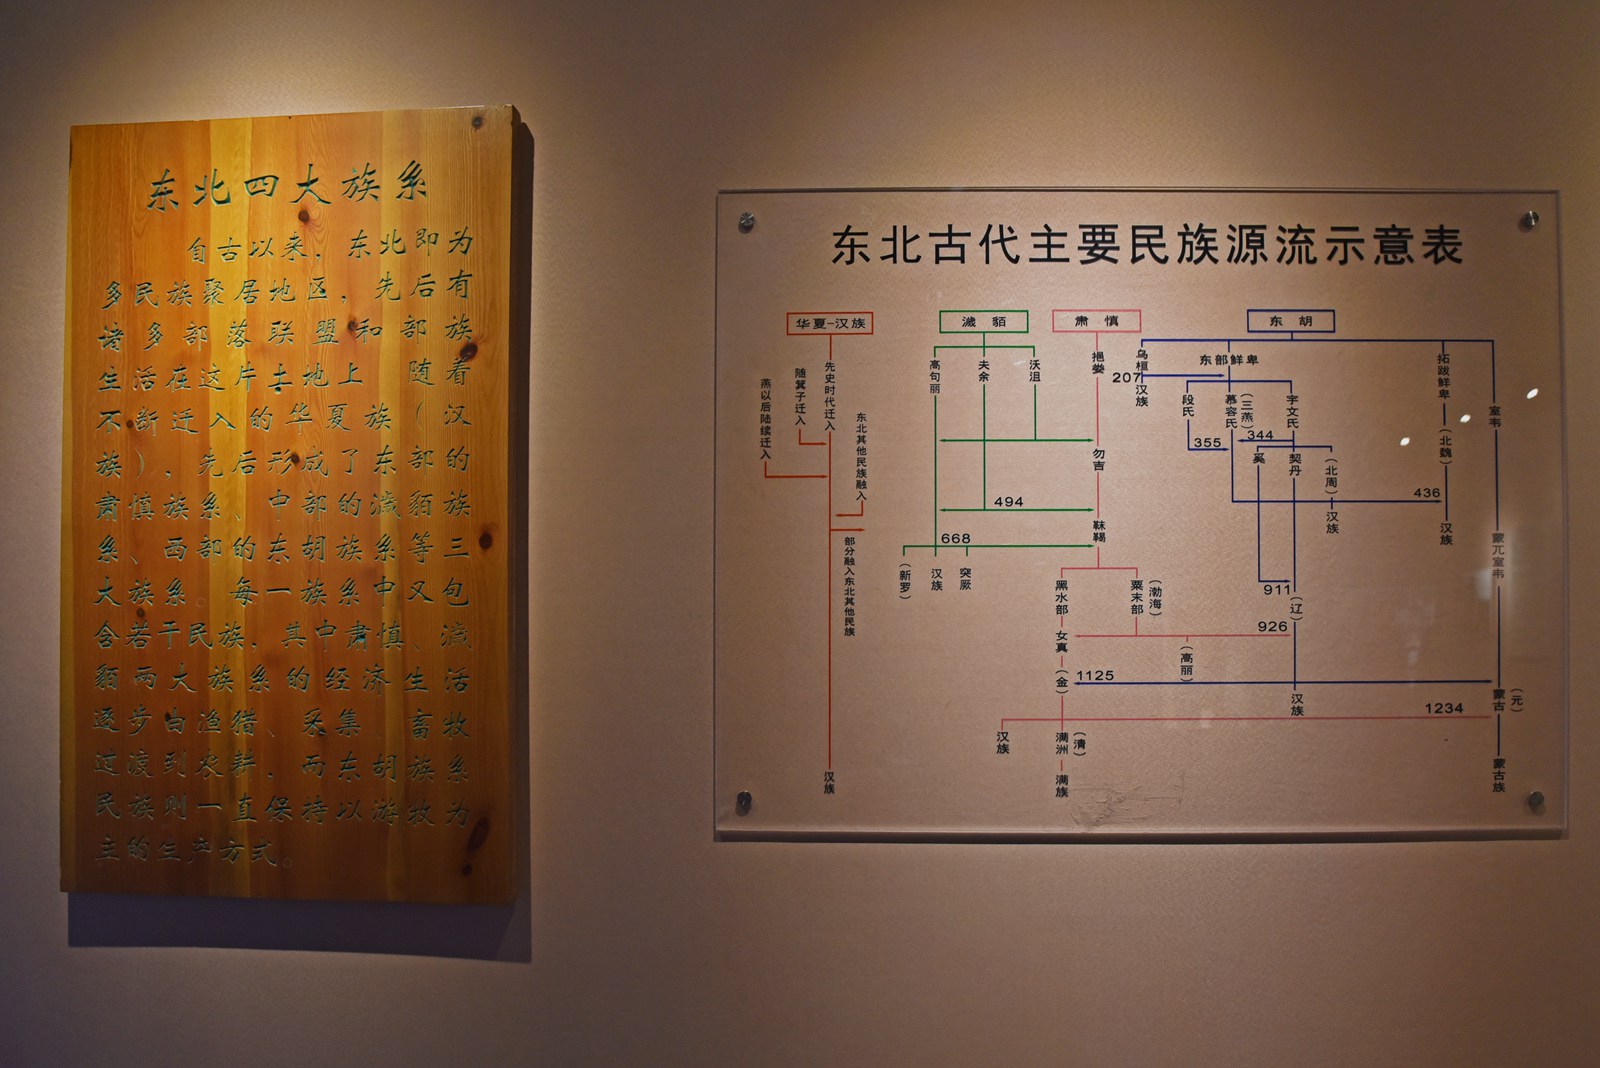 东北四大族系
自古以来，东北即为
多民族聚居地区，先后有
诸多部落联盟和部族
生活在这片土地上　随着
不断迁入的华夏族（汉
族），先后形成了东部的
肃慎族系、中部的濊貊族
系、西部的东胡族系等三
大族系。每一族系中又包
含若干民族，其中肃慎、濊
貊两大族系的经济生活
逐步由渔猎、采集、畜牧
过渡到农耕，而东胡族系
民族则一直保持以游牧为
主的生产方式。
东北古代主要民族源流示意表
华夏-汉族
濊貊
肃慎
东胡
先史时代迁入
随箕子迁入
燕以后陆续迁入
东北其他民族融入
部分融入东北其他民族
汉族
高句丽
夫余
沃沮
494
668
（新罗）
汉族
突厥
挹娄
勿吉
靺鞨
黑水部
粟末部
（渤海）
女真
（金）
（高丽）
汉族
满洲
（清）
满族
乌桓
207
汉族
东部鲜卑
段氏
慕容氏
（三燕）
宇文氏
355
344
奚
契丹
（北周）
汉族
911
（辽）
926
1125
汉族
1234
拓跋鲜卑
（北魏）
436
汉族
室韦
蒙兀室韦
蒙古
（元）
蒙古族